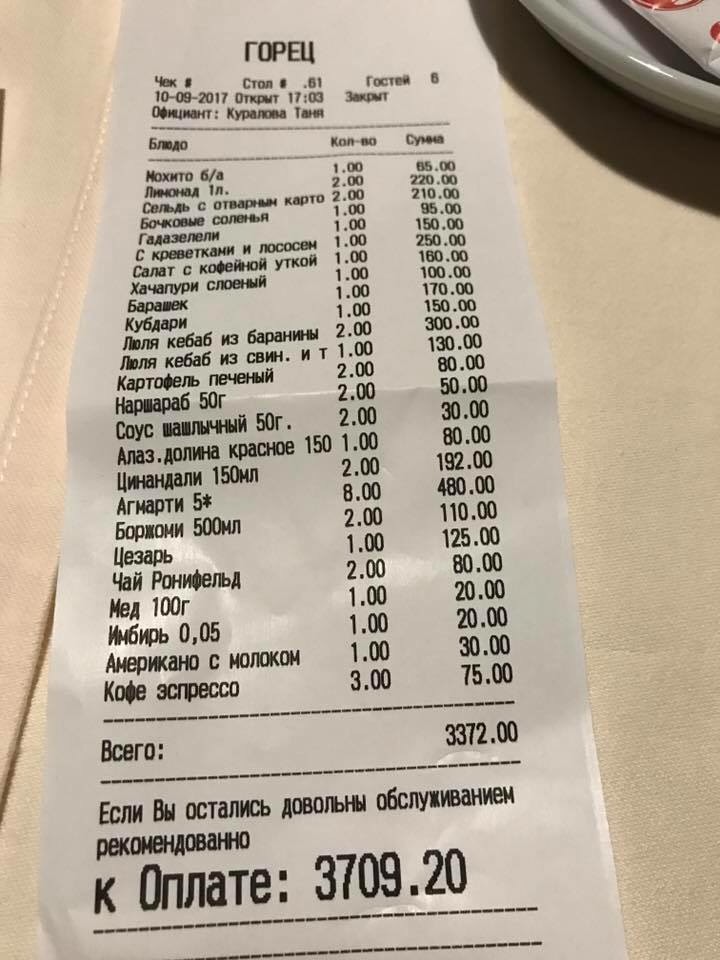 ГОРЕЦ
Чек # Стол # .61 Гостей 6
10-09-2017 Открыт 17:03 Закрыт
Официант: Куралова Таня
Блюдо Кол-во Сумма
Мохито б/а 1.00 65.00
Лимонад 1л. 2.00 220.00
Сельдь с отварным карто 2.00 210.00
Бочковые соленья 1.00 95.00
Гадазелели 1.00 150.00
С креветками и лососем 1.00 250.00
Салат с кофейной уткой 1.00 160.00
Хачапури слоеный 1.00 100.00
Барашек 1.00 170.00
Кубдари 1.00 150.00
Люля кебаб из баранины 2.00 300.00
Люля кебаб из свин. и т 1.00 130.00
Картофель печеный 2.00 80.00
Наршараб 50г 2.00 50.00
Соус шашлычный 50г. 2.00 30.00
Алаз.долина красное 150 1.00 80.00
Цинандали 150мл 2.00 192.00
Агмарти 5* 8.00 480.00
Боржоми 500мл 2.00 110.00
Цезарь 1.00 125.00
Чай Ронифельд 2.00 80.00
Мед 100г 1.00 20.00
Имбирь 0,05 1.00 20.00
Американо с молоком 1.00 30.00
Кофе эспрессо 3.00 75.00
Всего: 3372.00
Если Вы остались довольны обслуживанием
рекомендованно
к Оплате: 3709.20